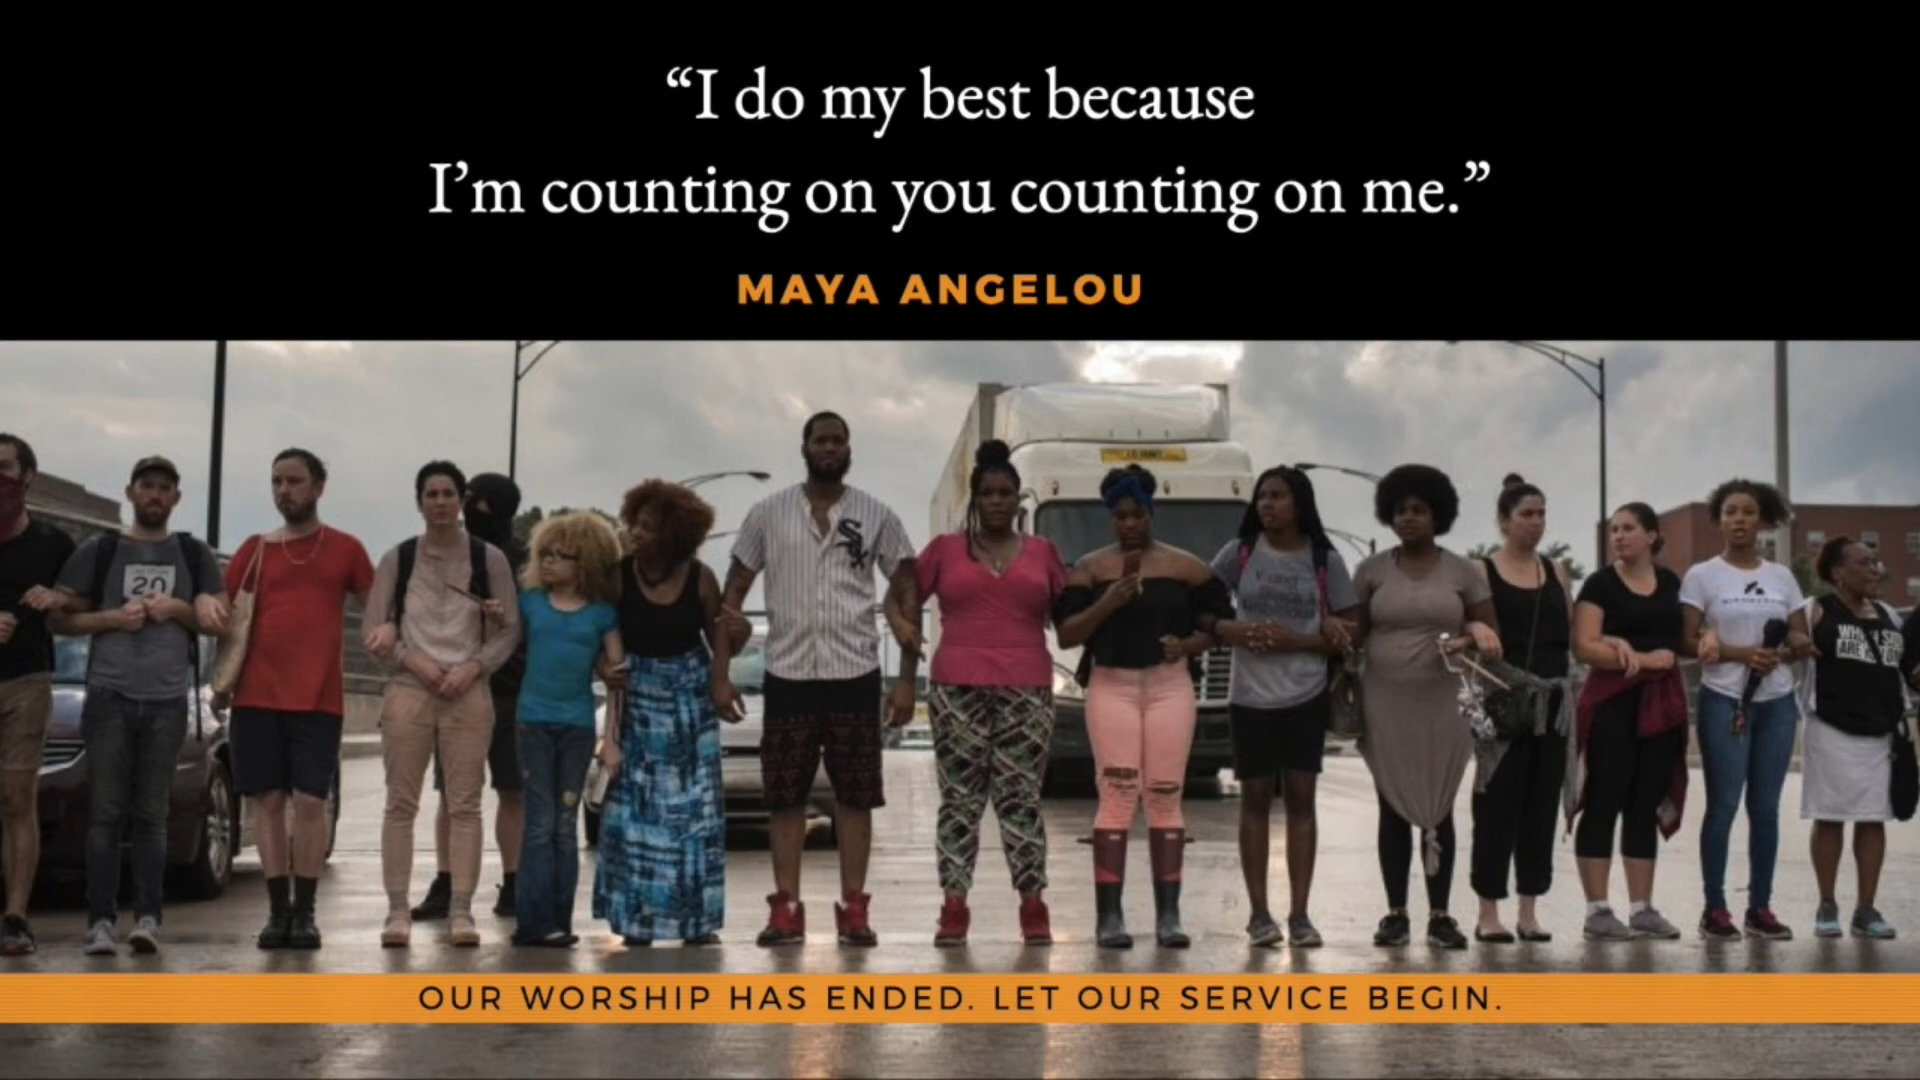 “I do my best because
I’m counting on you counting on me.”
MAYA ANGELOU
20
OUR WORSHIP HAS ENDED. LET OUR SERVICE BEGIN.